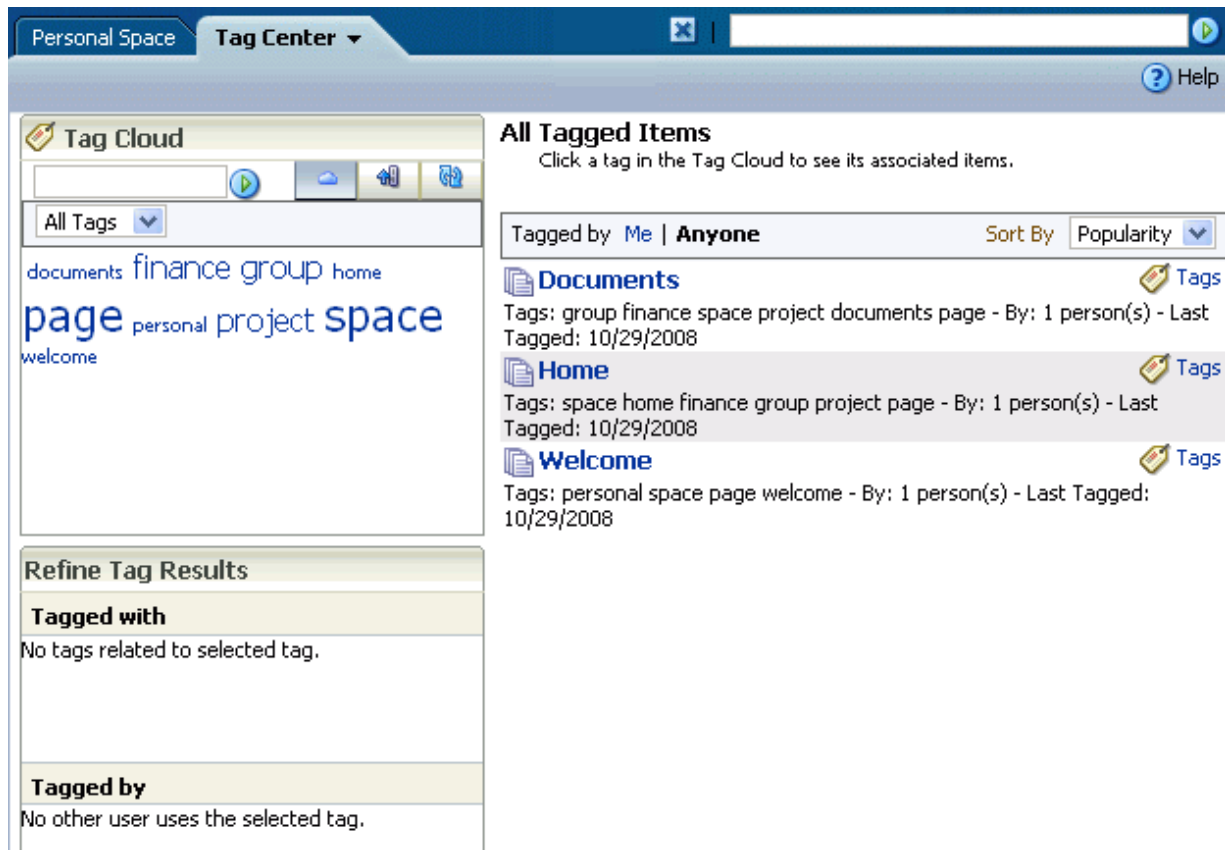 Personal Space
Tag Center
Help
Tag Cloud
All Tags
documents finance group home
page personal project space
welcome
Refine Tag Results
Tagged with
No tags related to selected tag.
Tagged by
No other user uses the selected tag.
All Tagged Items
Click a tag in the Tag Cloud to see its associated items.
Tagged by Me | Anyone Sort By Popularity
Documents Tags
Tags: group finance space project documents page - By: 1 person(s) - Last
Tagged: 10/29/2008
Home Tags
Tags: space home finance group project page - By: 1 person(s) - Last
Tagged: 10/29/2008
Welcome Tags
Tags: personal space page welcome - By: 1 person(s) - Last Tagged:
10/29/2008